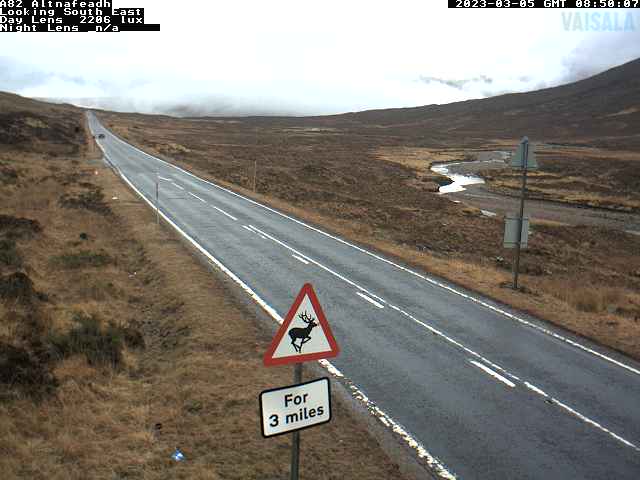 A82 Altnafeadh
Looking South East
Day Lens 2206 lux
Night Lens n/a
2023-03-05 GMT 08:50:07
VAISALA
For
3 miles